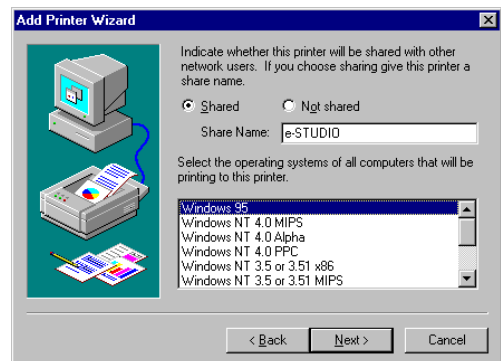 Add Printer Wizard
Indicate whether this printer will be shared with other
network users. If you choose sharing give this printer a
share name.
Shared Not shared
Share Name: e-STUDIO
Select the operating systems of all computers that will be
printing to this printer.
Windows 95
Windows NT 4.0 MIPS
Windows NT 4.0 Alpha
Windows NT 4.0 PPC
Windows NT 3.5 or 3.51 x86
Windows NT 3.5 or 3.51 MIPS
< Back Next > Cancel